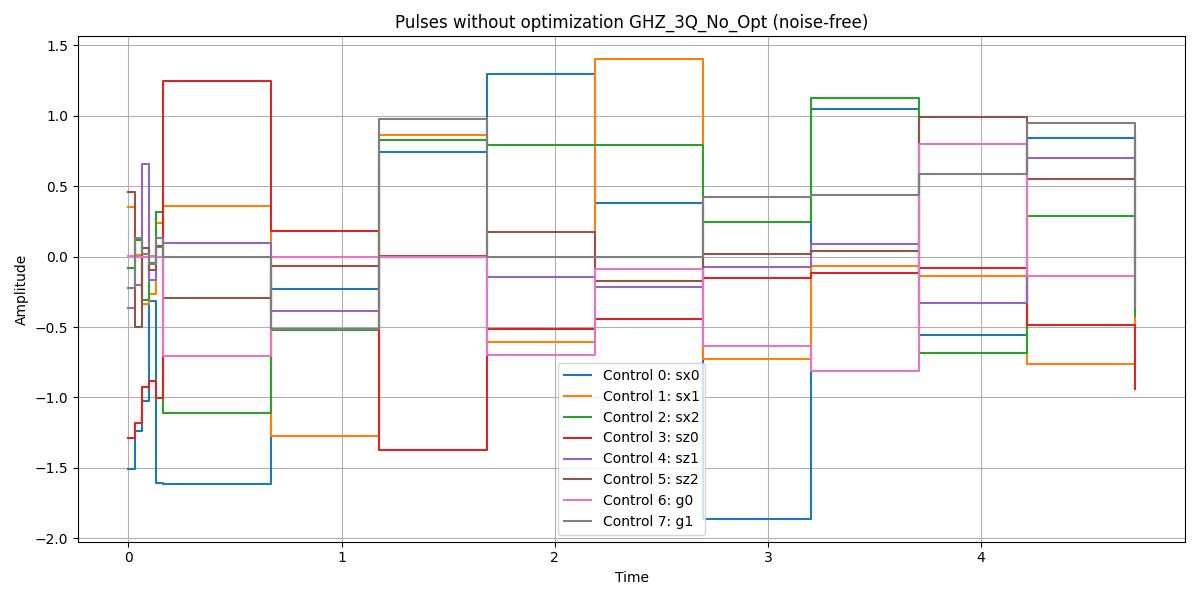 Pulses without optimization GHZ_3Q_No_Opt (noise-free)
1.5
1.0
0.5
0.0
−0.5
−1.0
−1.5
−2.0
Amplitude
Control 0: sx0
Control 1: sx1
Control 2: sx2
Control 3: sz0
Control 4: sz1
Control 5: sz2
Control 6: g0
Control 7: g1
0 1 2 3 4
Time